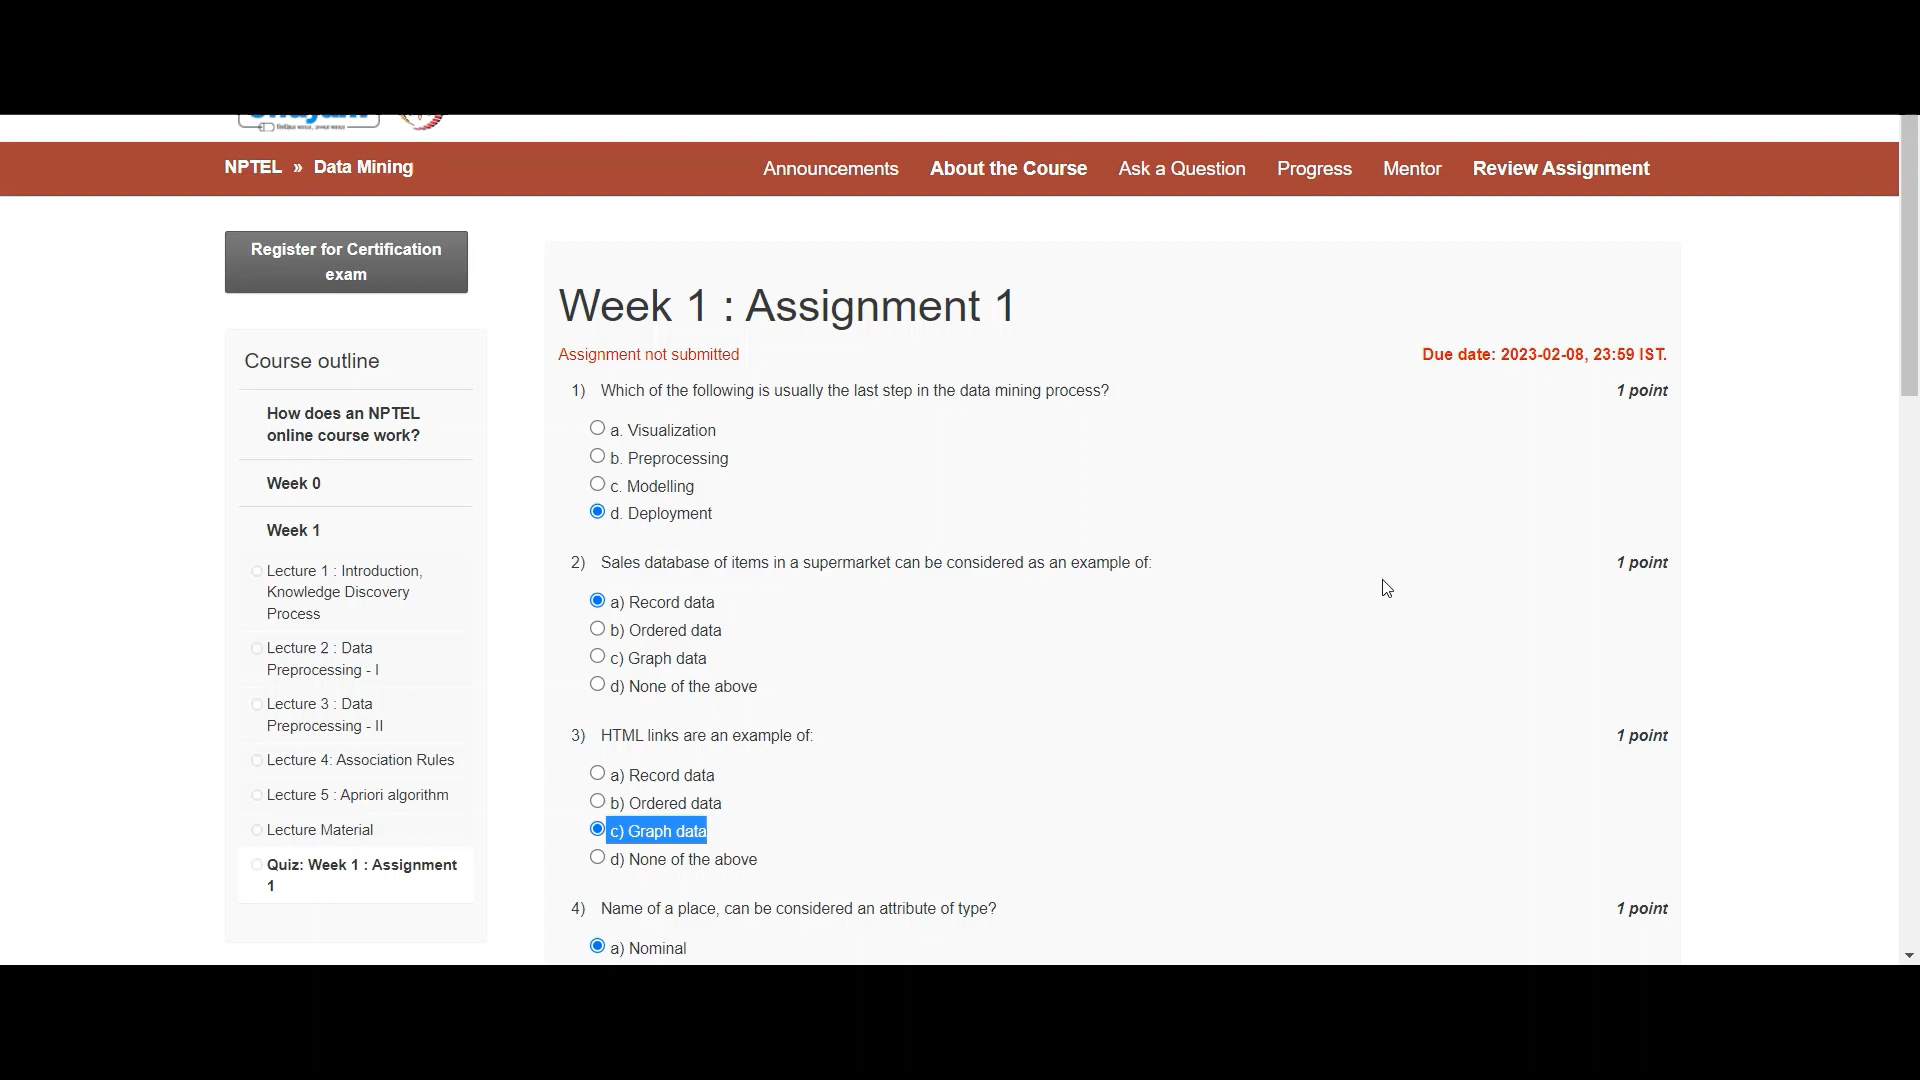 NPTEL » Data Mining
Announcements About the Course Ask a Question Progress Mentor Review Assignment
Register for Certification
exam
Course outline
How does an NPTEL
online course work?
Week 0
Week 1
Lecture 1 : Introduction,
Knowledge Discovery
Process
Lecture 2 : Data
Preprocessing - I
Lecture 3 : Data
Preprocessing - II
Lecture 4: Association Rules
Lecture 5 : Apriori algorithm
Lecture Material
Quiz: Week 1 : Assignment
1
Week 1 : Assignment 1
Assignment not submitted Due date: 2023-02-08, 23:59 IST.
1) Which of the following is usually the last step in the data mining process? 1 point
a. Visualization
b. Preprocessing
c. Modelling
d. Deployment
2) Sales database of items in a supermarket can be considered as an example of: 1 point
a) Record data
b) Ordered data
c) Graph data
d) None of the above
3) HTML links are an example of: 1 point
a) Record data
b) Ordered data
c) Graph data
d) None of the above
4) Name of a place, can be considered an attribute of type? 1 point
a) Nominal